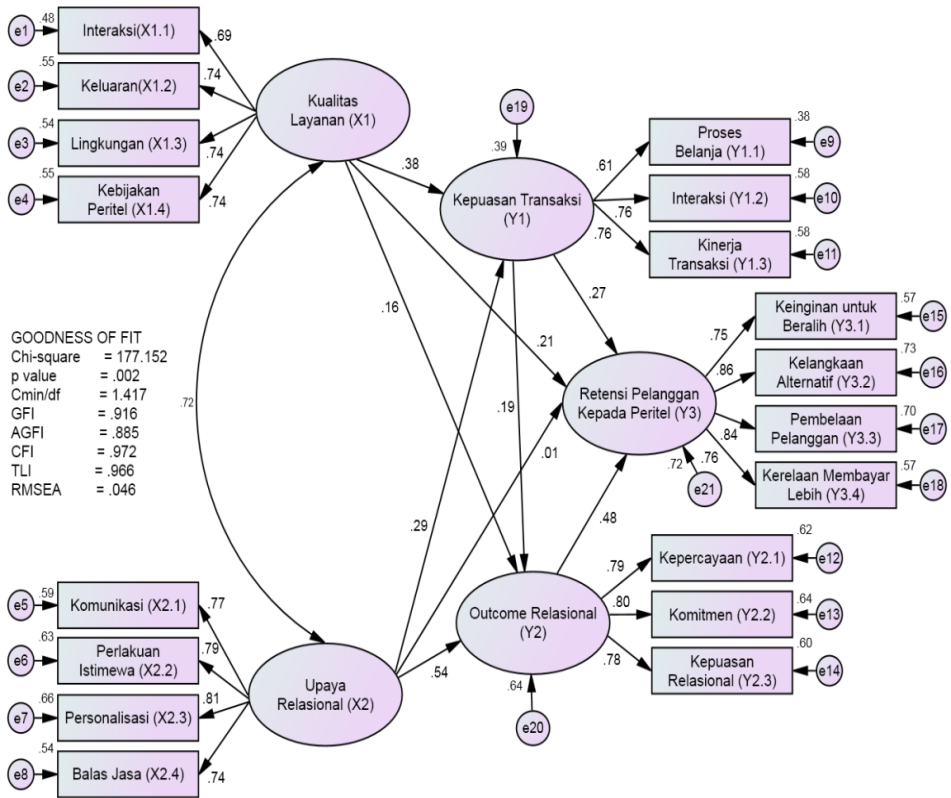 .48
e1
Interaksi(X1.1)
.69
.55
e2
Keluaran(X1.2)
.74
.54
e3
Lingkungan (X1.3)
.74
.55
e4
Kebijakan
Peritel (X1.4)
.74
Kualitas
Layanan (X1)
e19
.39
.38
Kepuasan Transaksi
(Y1)
.61
.76
.76
Proses
Belanja (Y1.1)
.38
e9
Interaksi (Y1.2)
.58
e10
Kinerja
Transaksi (Y1.3)
.58
e11
.16
.21
.27
GOODNESS OF FIT
Chi-square = 177.152
p value = .002
Cmin/df = 1.417
GFI = .916
AGFI = .885
CFI = .972
TLI = .966
RMSEA = .046
.72
.19
.01
.29
.48
Retensi Pelanggan
Kepada Peritel (Y3)
.72
e21
.75
.86
.84
.76
Keinginan untuk
Beralih (Y3.1)
.57
e15
Kelangkaan
Alternatif (Y3.2)
.73
e16
Pembelaan
Pelanggan (Y3.3)
.70
e17
Kerelaan Membayar
Lebih (Y3.4)
.57
e18
.59
e5
Komunikasi (X2.1)
.77
.63
e6
Perlakuan
Istimewa (X2.2)
.79
.66
e7
Personalisasi (X2.3)
.81
.54
e8
Balas Jasa (X2.4)
.74
Upaya
Relasional (X2)
.54
Outcome Relasional
(Y2)
.64
e20
.79
.80
.78
Kepercayaan (Y2.1)
.62
e12
Komitmen (Y2.2)
.64
e13
Kepuasan
Relasional (Y2.3)
.60
e14